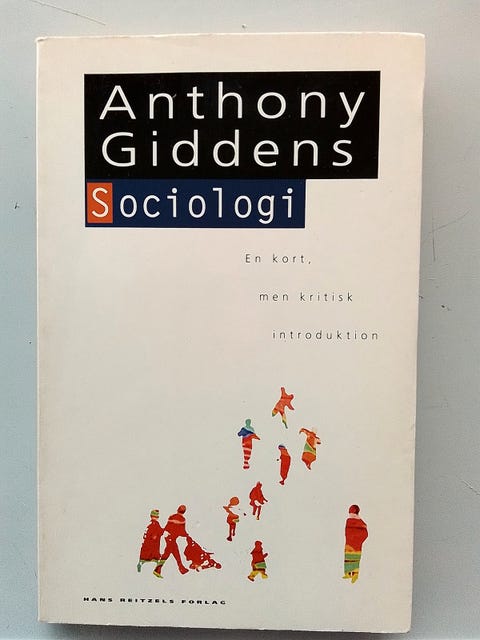 Anthony
Giddens
Sociologi
En kort,
men kritisk
introduktion
HANS REITZELS FORLAG